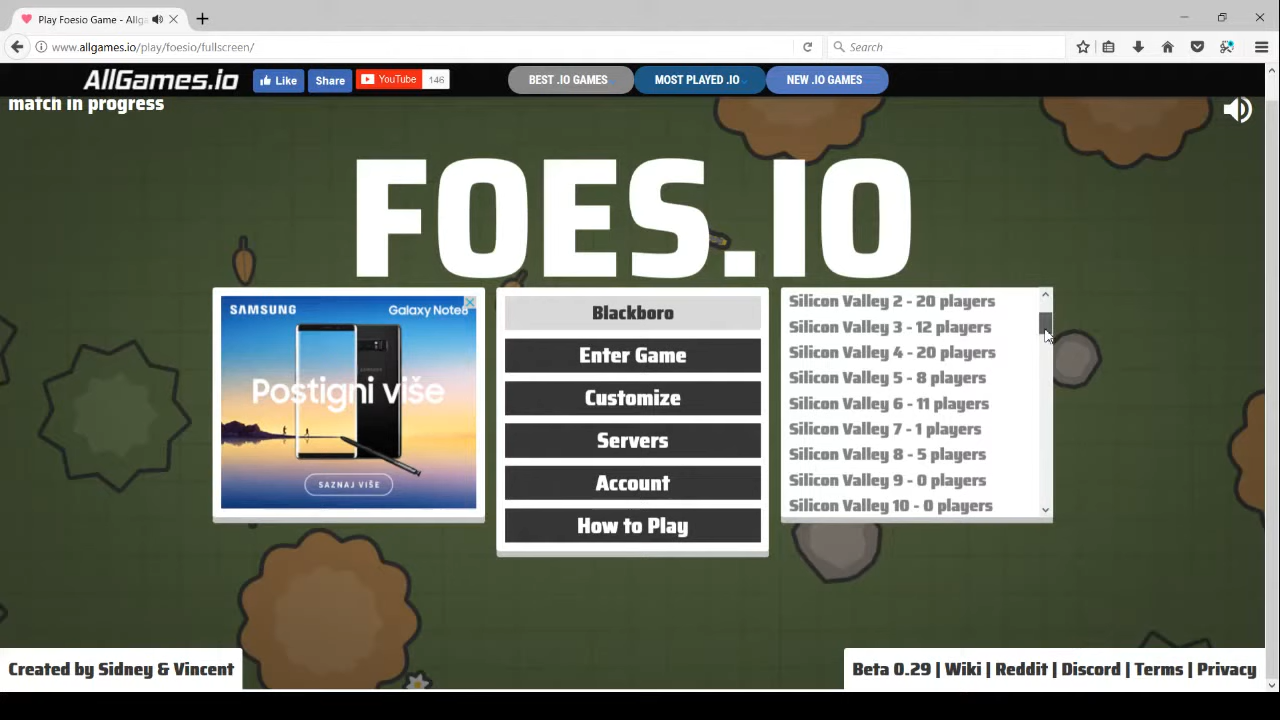 Play Foesio Game - Allg
www.allgames.io/play/foesio/fullscreen/
Search
AllGames.io
Like
Share
YouTube
146
BEST .IO GAMES
MOST PLAYED .IO
NEW .IO GAMES
match in progress
FOES.IO
SAMSUNG
Galaxy Note8
Postigni više
SAZNAJ VIŠE
Blackboro
Enter Game
Customize
Servers
Account
How to Play
Silicon Valley 2 - 20 players
Silicon Valley 3 - 12 players
Silicon Valley 4 - 20 players
Silicon Valley 5 - 8 players
Silicon Valley 6 - 11 players
Silicon Valley 7 - 1 players
Silicon Valley 8 - 5 players
Silicon Valley 9 - 0 players
Silicon Valley 10 - 0 players
Created by Sidney & Vincent
Beta 0.29 | Wiki | Reddit | Discord | Terms | Privacy